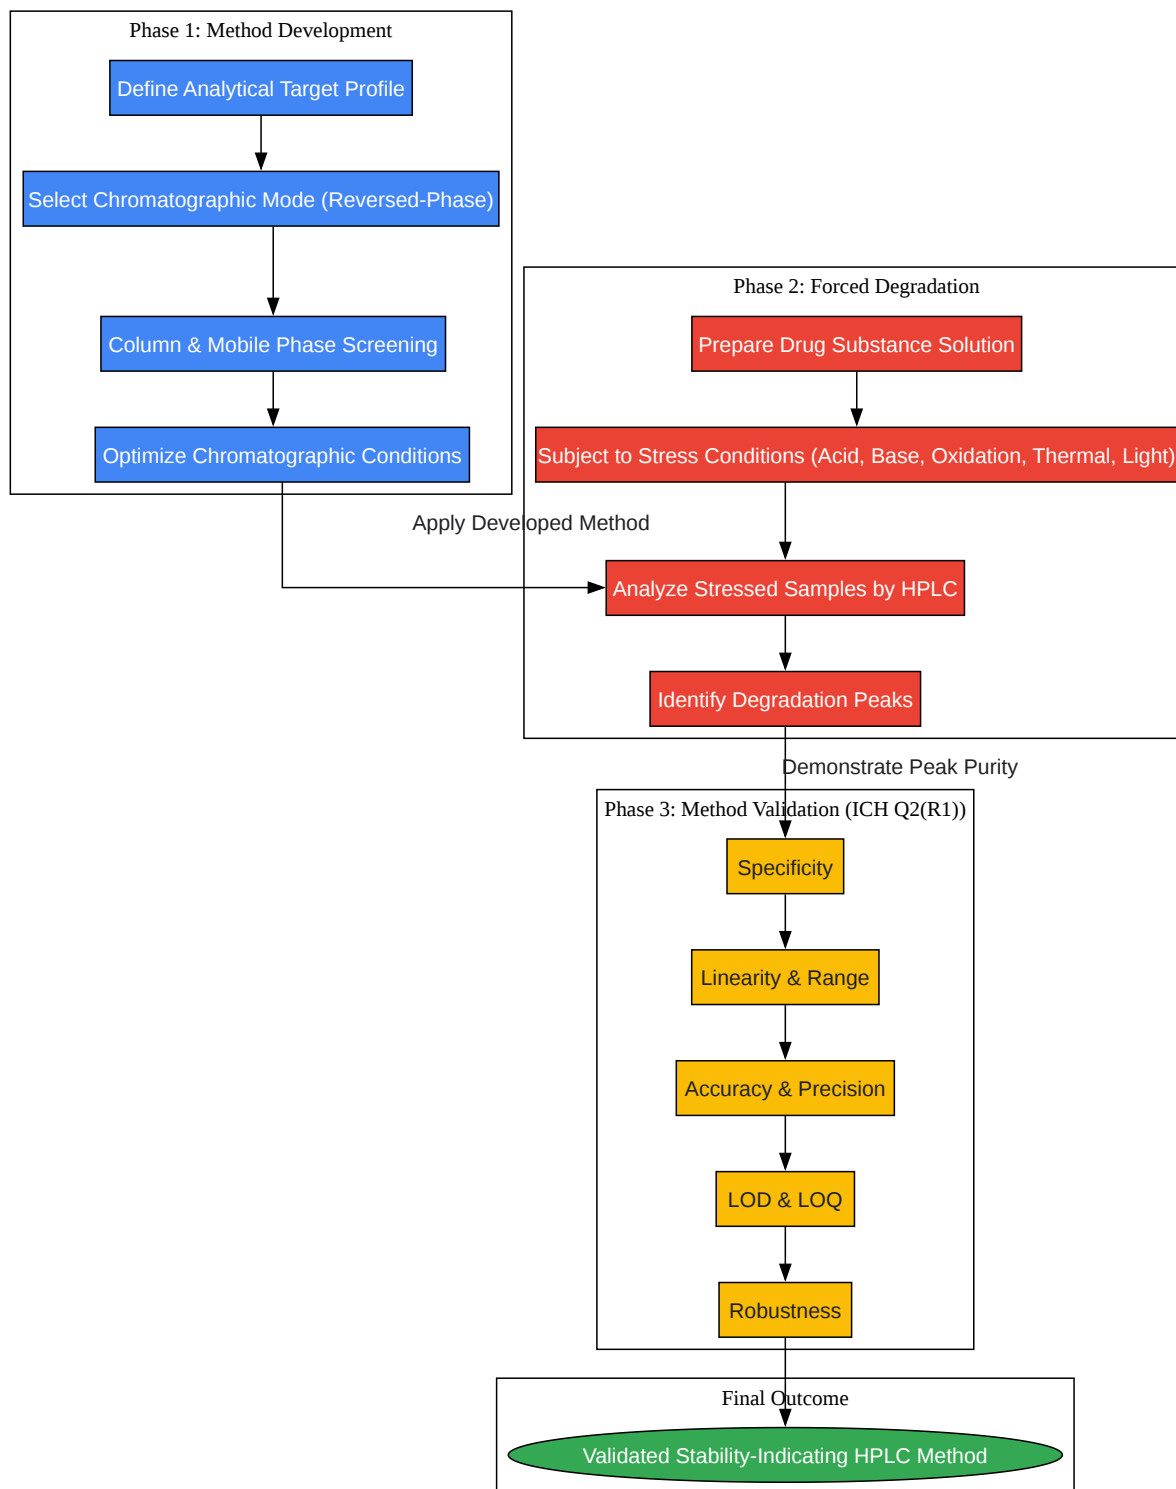 Phase 1: Method Development
Define Analytical Target Profile
Select Chromatographic Mode (Reversed-Phase)
Column & Mobile Phase Screening
Optimize Chromatographic Conditions
Phase 2: Forced Degradation
Prepare Drug Substance Solution
Subject to Stress Conditions (Acid, Base, Oxidation, Thermal, Light)
Apply Developed Method
Analyze Stressed Samples by HPLC
Identify Degradation Peaks
Demonstrate Peak Purity
Phase 3: Method Validation (ICH Q2(R1))
Specificity
Linearity & Range
Accuracy & Precision
LOD & LOQ
Robustness
Final Outcome
Validated Stability-Indicating HPLC Method